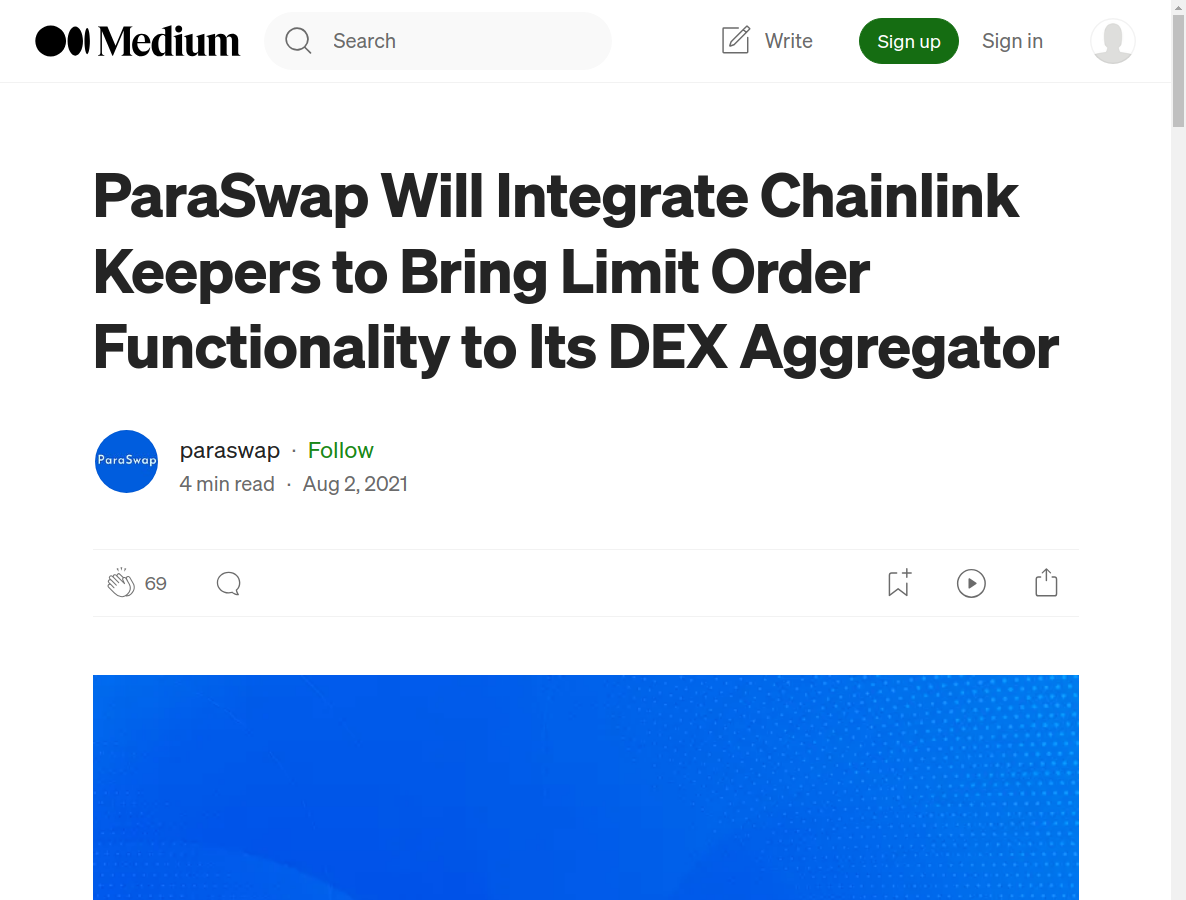 Medium
Search
Write
Sign up
Sign in
ParaSwap Will Integrate Chainlink
Keepers to Bring Limit Order
Functionality to Its DEX Aggregator
ParaSwap
paraswap · Follow
4 min read · Aug 2, 2021
69